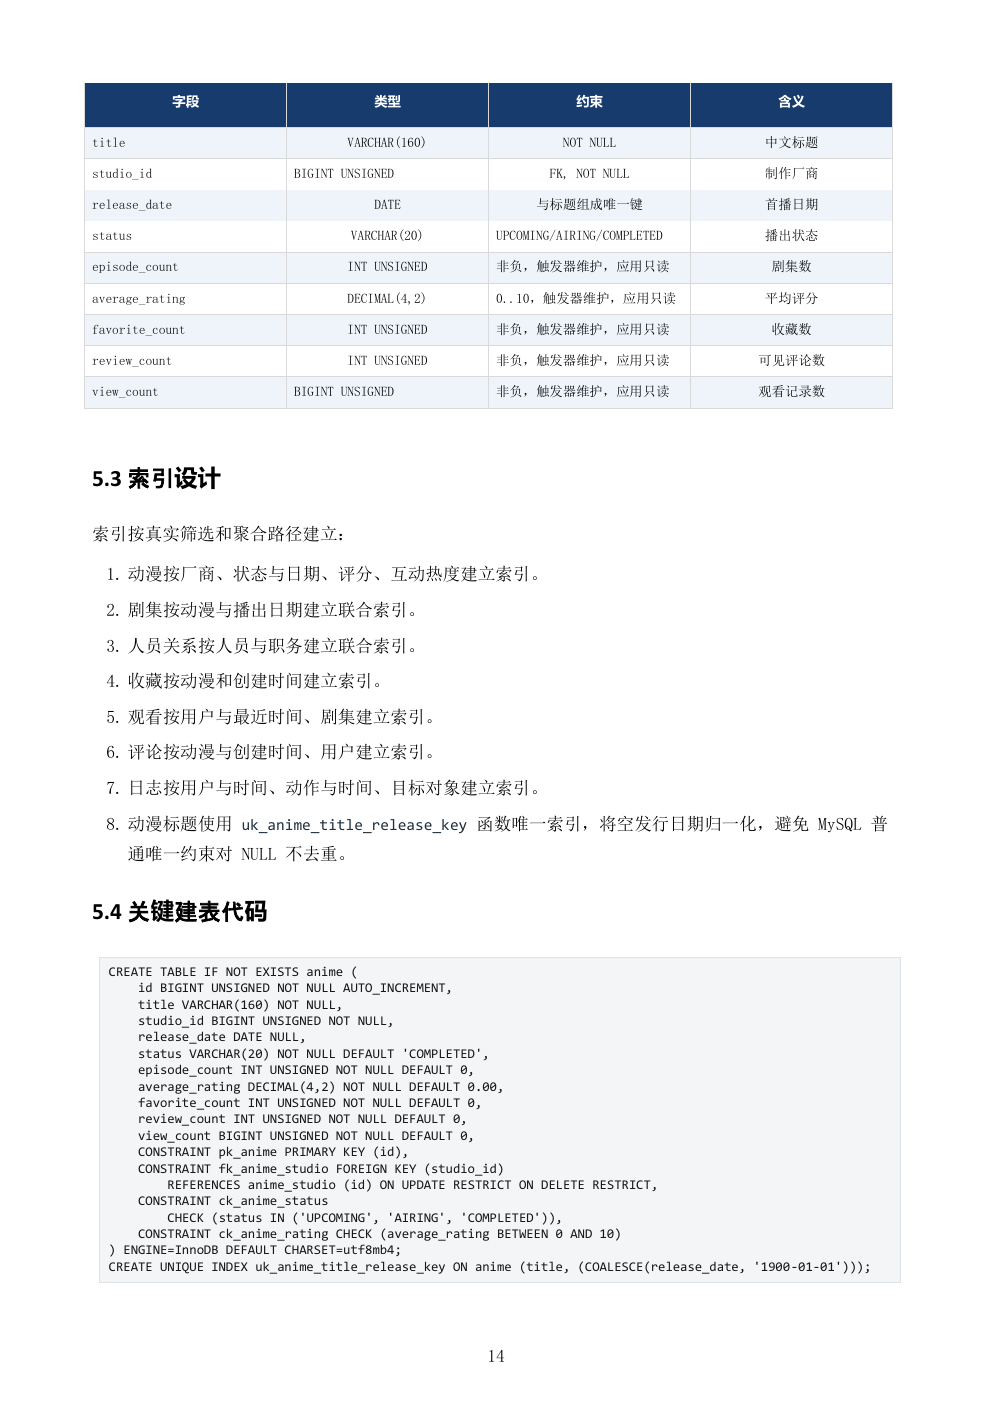 字段 类型 约束 含义
title VARCHAR(160) NOT NULL 中文标题
studio_id BIGINT UNSIGNED FK, NOT NULL 制作厂商
release_date DATE 与标题组成唯一键 首播日期
status VARCHAR(20) UPCOMING/AIRING/COMPLETED 播出状态
episode_count INT UNSIGNED 非负，触发器维护，应用只读 剧集数
average_rating DECIMAL(4,2) 0..10，触发器维护，应用只读 平均评分
favorite_count INT UNSIGNED 非负，触发器维护，应用只读 收藏数
review_count INT UNSIGNED 非负，触发器维护，应用只读 可见评论数
view_count BIGINT UNSIGNED 非负，触发器维护，应用只读 观看记录数
5.3 索引设计
索引按真实筛选和聚合路径建立：
1. 动漫按厂商、状态与日期、评分、互动热度建立索引。
2. 剧集按动漫与播出日期建立联合索引。
3. 人员关系按人员与职务建立联合索引。
4. 收藏按动漫和创建时间建立索引。
5. 观看按用户与最近时间、剧集建立索引。
6. 评论按动漫与创建时间、用户建立索引。
7. 日志按用户与时间、动作与时间、目标对象建立索引。
8. 动漫标题使用 uk_anime_title_release_key 函数唯一索引，将空发行日期归一化，避免 MySQL 普
通唯一约束对 NULL 不去重。
5.4 关键建表代码
CREATE TABLE IF NOT EXISTS anime (
    id BIGINT UNSIGNED NOT NULL AUTO_INCREMENT,
    title VARCHAR(160) NOT NULL,
    studio_id BIGINT UNSIGNED NOT NULL,
    release_date DATE NULL,
    status VARCHAR(20) NOT NULL DEFAULT 'COMPLETED',
    episode_count INT UNSIGNED NOT NULL DEFAULT 0,
    average_rating DECIMAL(4,2) NOT NULL DEFAULT 0.00,
    favorite_count INT UNSIGNED NOT NULL DEFAULT 0,
    review_count INT UNSIGNED NOT NULL DEFAULT 0,
    view_count BIGINT UNSIGNED NOT NULL DEFAULT 0,
    CONSTRAINT pk_anime PRIMARY KEY (id),
    CONSTRAINT fk_anime_studio FOREIGN KEY (studio_id)
        REFERENCES anime_studio (id) ON UPDATE RESTRICT ON DELETE RESTRICT,
    CONSTRAINT ck_anime_status
        CHECK (status IN ('UPCOMING', 'AIRING', 'COMPLETED')),
    CONSTRAINT ck_anime_rating CHECK (average_rating BETWEEN 0 AND 10)
) ENGINE=InnoDB DEFAULT CHARSET=utf8mb4;
CREATE UNIQUE INDEX uk_anime_title_release_key ON anime (title, (COALESCE(release_date, '1900-01-01')));
14